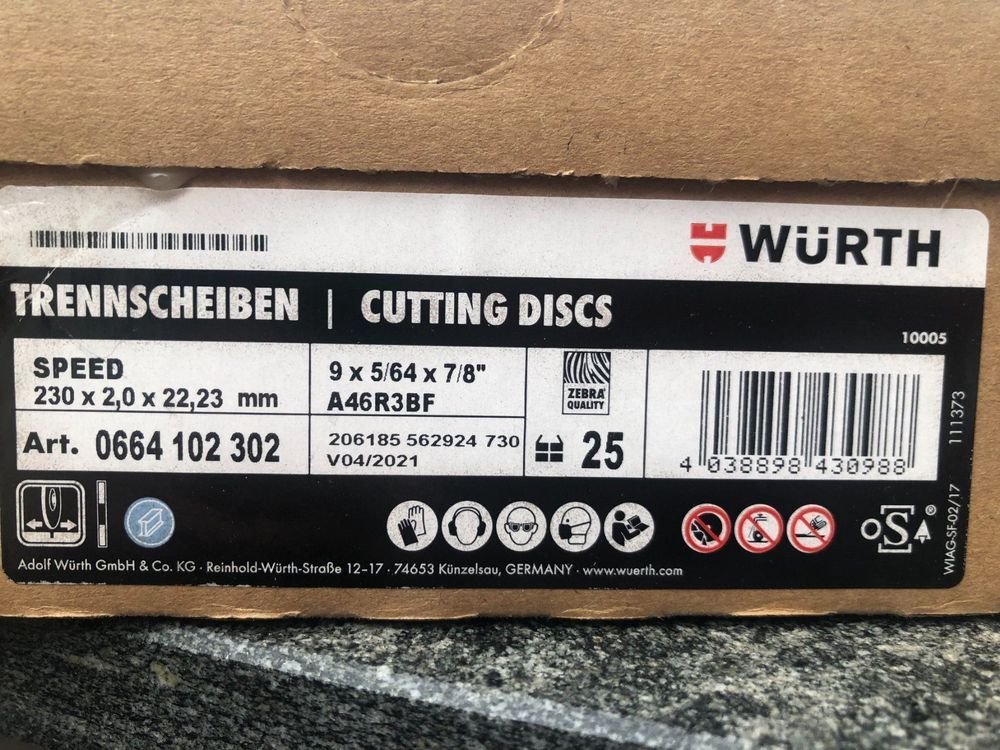 WÜRTH
TRENNSCHEIBEN | CUTTING DISCS
10005
SPEED
230 x 2,0 x 22,23 mm
9 x 5/64 x 7/8"
A46R3BF
ZEBRA
QUALITY
Art. 0664 102 302
206185 562924 730
V04/2021
25
4 038898 430988
111373
WIAG-SF-02/17
oSA®
Adolf Würth GmbH & Co. KG · Reinhold-Würth-Straße 12-17 · 74653 Künzelsau, GERMANY · www.wuerth.com